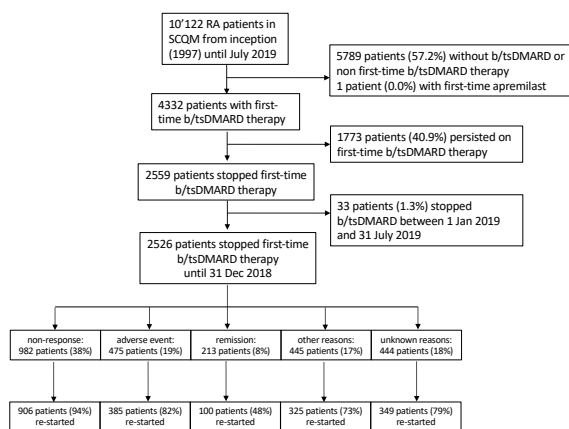 10'122 RA patients in
SCQM from inception
(1997) until July 2019
5789 patients (57.2%) without b/tsDMARD or
non first-time b/tsDMARD therapy
1 patient (0.0%) with first-time apremilast
4332 patients with first-
time b/tsDMARD therapy
1773 patients (40.9%) persisted on
first-time b/tsDMARD therapy
2559 patients stopped first-time
b/tsDMARD therapy
33 patients (1.3%) stopped
b/tsDMARD between 1 Jan 2019
and 31 July 2019
2526 patients stopped first-time
b/tsDMARD therapy
until 31 Dec 2018
non-response:
982 patients (38%)
adverse event:
475 patients (19%)
remission:
213 patients (8%)
other reasons:
445 patients (17%)
unknown reasons:
444 patients (18%)
906 patients (94%)
re-started
385 patients (82%)
re-started
100 patients (48%)
re-started
325 patients (73%)
re-started
349 patients (79%)
re-started